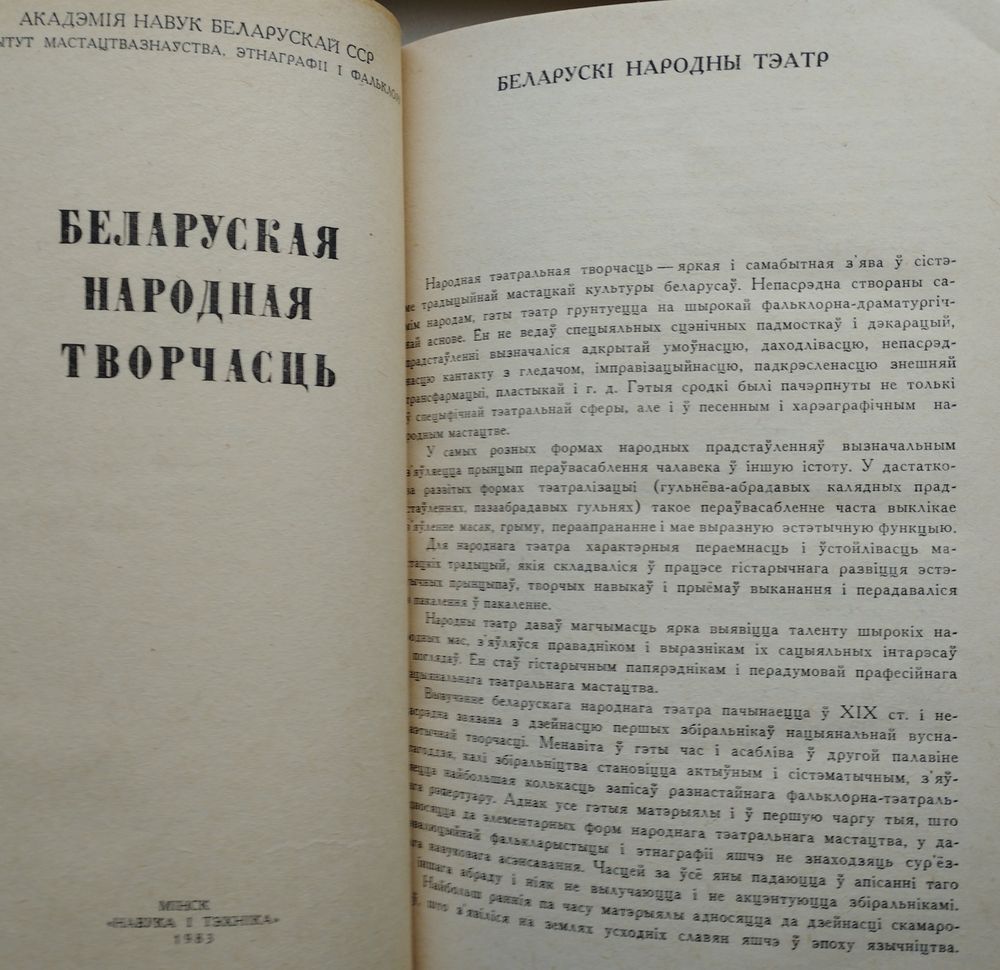 АКАДЭМІЯ НАВУК БЕЛАРУСКАЙ ССР
МАСТАЦТВАЗНАУСТВА, ЭТНАГРАФІІ І
БЕЛАРУСКАЯ
НАРОДНАЯ
ТВОРЧАСЦЬ
МІНСК
«НАВУКА І ТЭХНІКА»
1983
БЕЛАРУСКІ НАРОДНЫ ТЭАТР
Народная тэатральная творчасць — яркая і самабытная з'ява ў сістэ-
ме традыцыйнай мастацкай культуры беларусаў. Непасрэдна створаны са-
мім народам, гэты тэатр грунтуецца на шырокай фальклорна-драматургіч-
най аснове. Ен не ведаў спецыяльных сцэнічных падмосткаў і дэкарацый,
прадстаўленні вызначаліся адкрытай умоўнасцю, даходлівасцю, непасрэд-
насцю кантакту з гледачом, імправізацыйнасцю, падкрэсленасцю знешняй
трансфармацыі, пластыкай і г. д. Гэтыя сродкі былі пачэрпнуты не толькі
ў спецыфічнай тэатральнай сферы, але і ў песенным і харэаграфічным на-
родным мастацтве.
У самых розных формах народных прадстаўленняў вызначальным
з'яўляецца прынцып пераўвасаблення чалавека ў іншую істоту. У дастатко-
ва развітых формах тэатралізацыі (гульнёва-абрадавых калядных прад-
стаўленнях, пазаабрадавых гульнях) такое пераўвасабленне часта выклікае
з'яўленне масак, грыму, пераапрананне і мае выразную эстэтычную функцыю.
Для народнага тэатра характэрныя пераемнасць і ўстойлівасць ма-
стацкіх традыцый, якія складваліся ў працэсе гістарычнага развіцця эстэ-
тычных прынцыпаў, творчых навыкаў і прыёмаў выканання і перадаваліся
з пакалення ў пакаленне.
Народны тэатр даваў магчымасць ярка выявіцца таленту шырокіх на-
родных мас, з'яўляўся правадніком і выразнікам іх сацыяльных інтарэсаў
і поглядаў. Ен стаў гістарычным папярэднікам і перадумовай прафесійнага
нацыянальнага тэатральнага мастацтва.
Вывучэнне беларускага народнага тэатра пачынаецца ў XIX ст. і не-
пасрэдна звязана з дзейнасцю першых збіральнікаў нацыянальнай вусна-
паэтычнай творчасці. Менавіта ў гэты час і асабліва ў другой палавіне
стагоддзя, калі збіральніцтва становіцца актыўным і сістэматычным, з'яў-
ляецца найбольшая колькасць запісаў разнастайнага фальклорна-тэатраль-
нага рэпертуару. Аднак усе гэтыя матэрыялы і ў першую чаргу тыя, што
адносяцца да элементарных форм народнага тэатральнага мастацтва, у да-
рэвалюцыйнай фалькларыстыцы і этнаграфіі яшчэ не знаходзяць сур'ёз-
нага навуковага асэнсавання. Часцей за ўсё яны падаюцца ў апісанні таго
іншага абраду і ніяк не вылучаюцца і не акцэнтуюцца збіральнікамі.
Найбольш раннія па часу матэрыялы адносяцца да дзейнасці скамаро-
што з'явіліся на землях усходніх славян яшчэ ў эпоху язычніцтва.